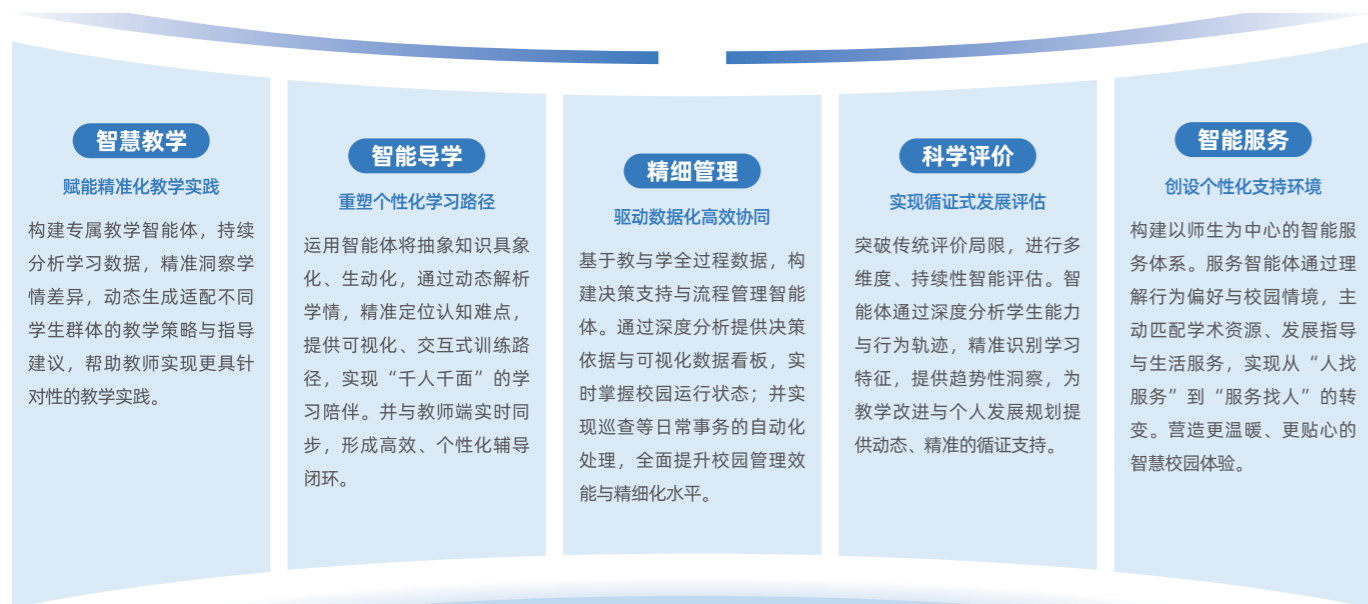 智慧教学
赋能精准化教学实践
构建专属教学智能体，持续
分析学习数据，精准洞察学
情差异，动态生成适配不同
学生群体的教学策略与指导
建议，帮助教师实现更具针
对性的教学实践。
智能导学
重塑个性化学习路径
运用智能体将抽象知识具象
化、生动化，通过动态解析
学情，精准定位认知难点，
提供可视化、交互式训练路
径，实现“千人千面”的学
习陪伴。并与教师端实时同
步，形成高效、个性化辅导
闭环。
精细管理
驱动数据化高效协同
基于教与学全过程数据，构
建决策支持与流程管理智能
体。通过深度分析提供决策
依据与可视化数据看板，实
时掌握校园运行状态；并实
现巡查等日常事务的自动化
处理，全面提升校园管理效
能与精细化水平。
科学评价
实现循证式发展评估
突破传统评价局限，进行多
维度、持续性智能评估。智
能体通过深度分析学生能力
与行为轨迹，精准识别学习
特征，提供趋势性洞察，为
教学改进与个人发展规划提
供动态、精准的循证支持。
智能服务
创设个性化支持环境
构建以师生为中心的智能服
务体系。服务智能体通过理
解行为偏好与校园情境，主
动匹配学术资源、发展指导
与生活服务，实现从“人找
服务”到“服务找人”的转
变。营造更温暖、更贴心的
智慧校园体验。